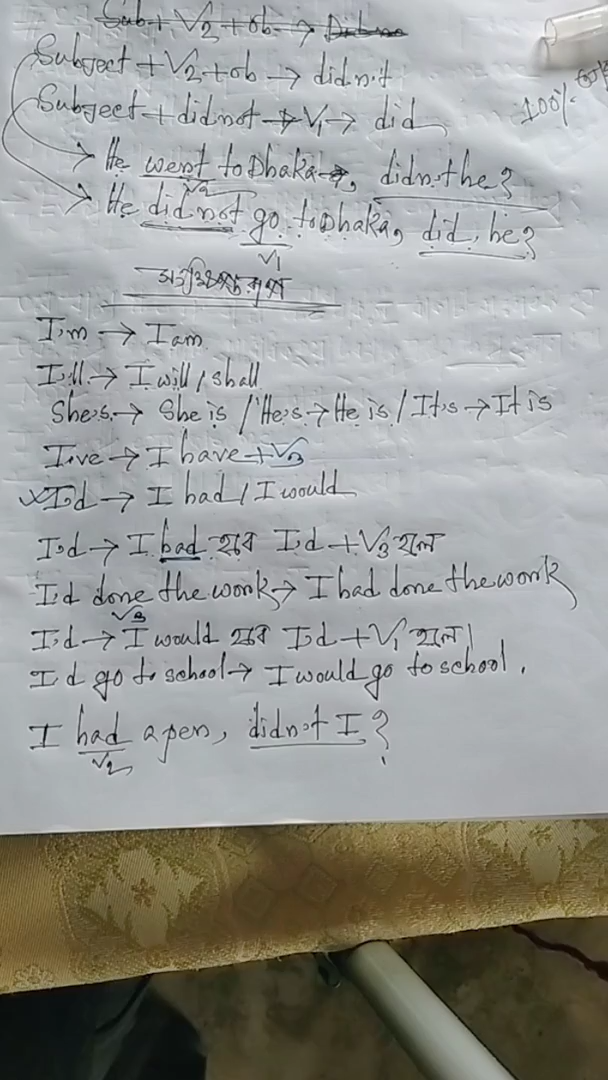 Sub + V2 + ob → Didn
Subject + V2 + ob → didn't
Subject + did not + V1 → did
100%
He went to Dhaka, didn't he?
V2
He did not go to Dhaka, did he?
V1
I'm → I am
I'll → I will / shall
She's → She is / He's → He is / It's → It is
I've → I have + V3
I'd → I had / I would
I'd → I had হবে I'd + V3 হলে
I'd done the work → I had done the work
V3
I'd → I would হবে I'd + V1 হলে।
I'd go to school → I would go to school.
I had a pen, didn't I?
V2